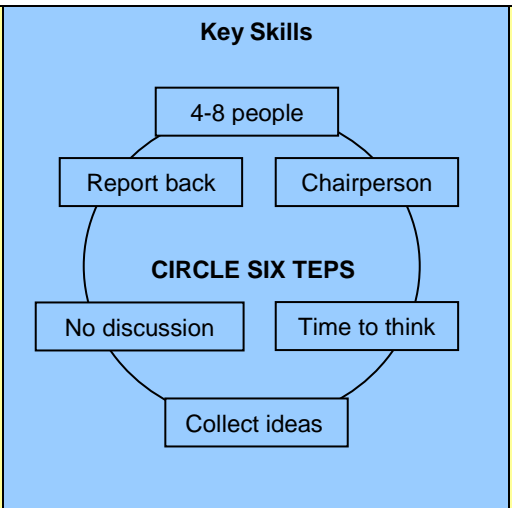 Key Skills
4-8 people
Report back
Chairperson
CIRCLE SIX TEPS
No discussion
Time to think
Collect ideas